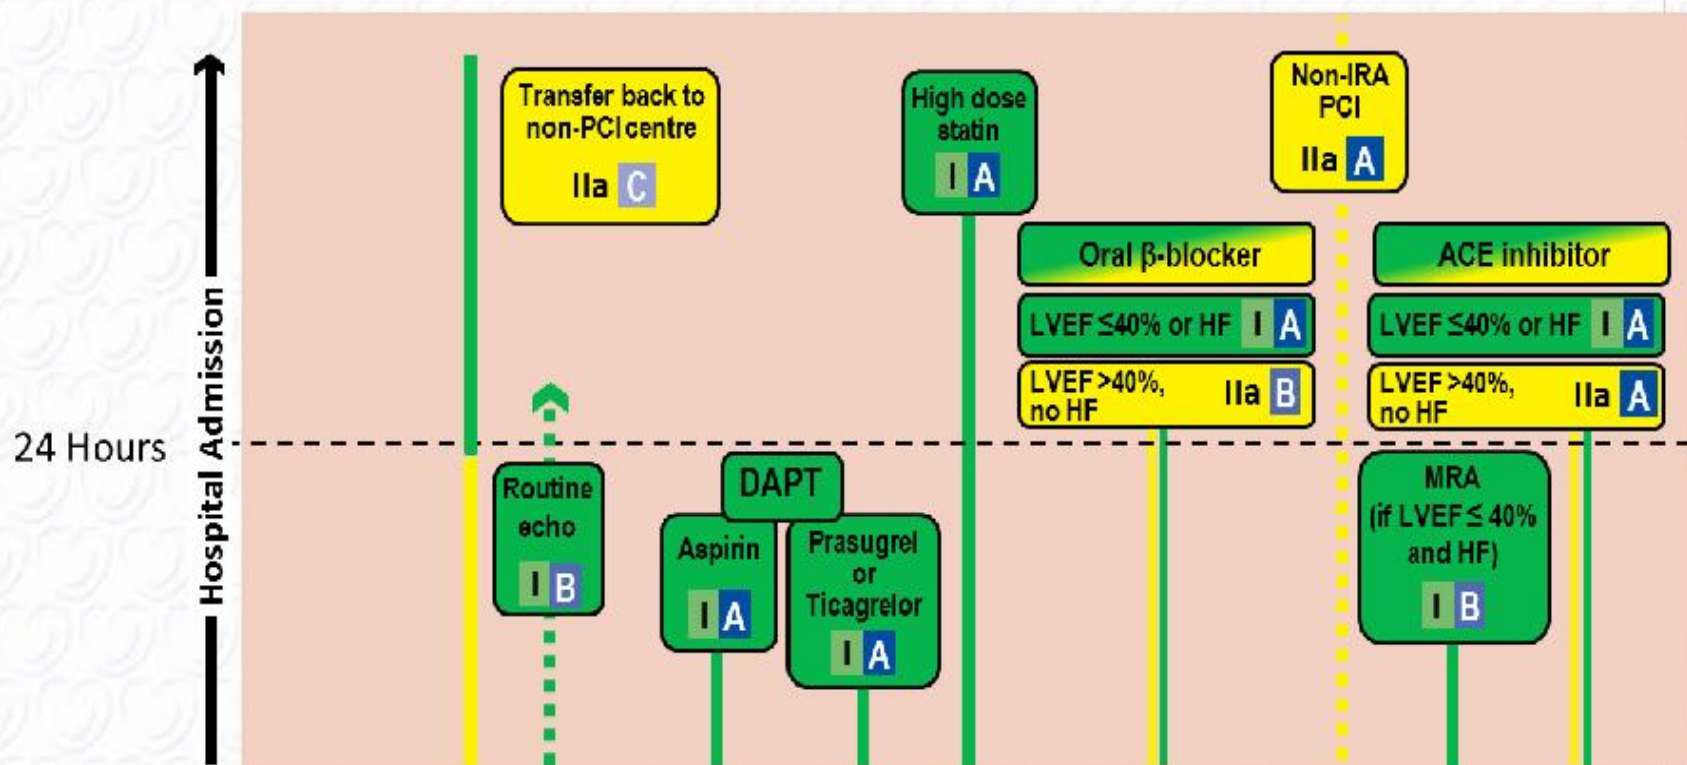 Hospital Admission
24 Hours
Transfer back to
non-PCI centre
IIa C
High dose
statin
I A
Non-IRA
PCI
IIa A
Oral β-blocker
LVEF ≤40% or HF I A
LVEF >40%,
no HF IIa B
ACE inhibitor
LVEF ≤40% or HF I A
LVEF >40%,
no HF IIa A
Routine
echo
I B
DAPT
Aspirin
I A
Prasugrel
or
Ticagrelor
I A
MRA
(if LVEF ≤ 40%
and HF)
I B